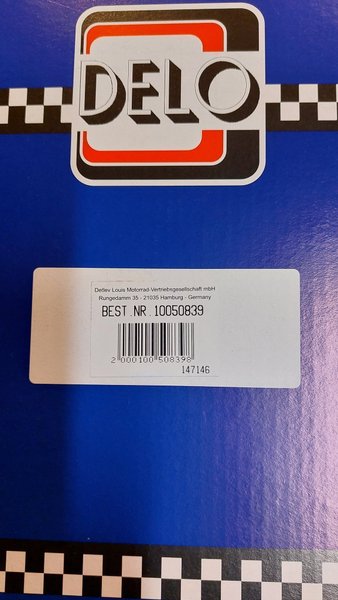 DELO
Detlev Louis Motorrad-Vertriebsgesellschaft mbH
Rungedamm 35 - 21035 Hamburg - Germany
BEST.NR.10050839
2 000100 508398
147146